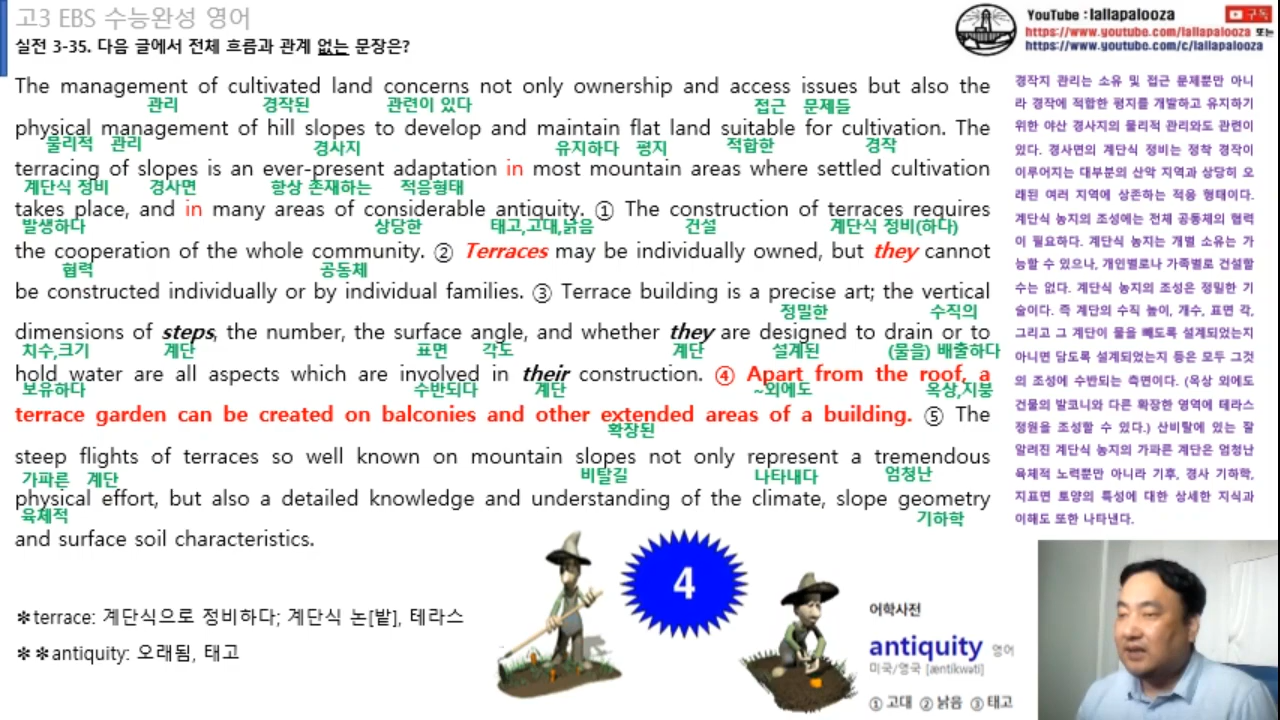 고3 EBS 수능완성 영어
실전 3-35. 다음 글에서 전체 흐름과 관계 없는 문장은?
YouTube : lallapalooza
구독
https://www.youtube.com/lallapalooza 또는
https://www.youtube.com/c/lallapalooza
The management of cultivated land concerns not only ownership and access issues but also the
관리 경작된 관련이 있다 접근 문제들
physical management of hill slopes to develop and maintain flat land suitable for cultivation. The
물리적 관리 경사지 유지하다 평지 적합한 경작
terracing of slopes is an ever-present adaptation in most mountain areas where settled cultivation
계단식 정비 경사면 항상 존재하는 적응형태
takes place, and in many areas of considerable antiquity. ① The construction of terraces requires
발생하다 상당한 태고,고대,낡음 건설 계단식 정비(하다)
the cooperation of the whole community. ② Terraces may be individually owned, but they cannot
협력 공동체
be constructed individually or by individual families. ③ Terrace building is a precise art; the vertical
정밀한 수직의
dimensions of steps, the number, the surface angle, and whether they are designed to drain or to
치수,크기 계단 표면 각도 계단 설계된 (물을) 배출하다
hold water are all aspects which are involved in their construction. ④ Apart from the roof, a
보유하다 수반되다 계단 ~외에도 옥상,지붕
terrace garden can be created on balconies and other extended areas of a building. ⑤ The
확장된
steep flights of terraces so well known on mountain slopes not only represent a tremendous
가파른 계단 비탈길 나타내다 엄청난
physical effort, but also a detailed knowledge and understanding of the climate, slope geometry
육체적 기하학
and surface soil characteristics.
경작지 관리는 소유 및 접근 문제뿐만 아니
라 경작에 적합한 평지를 개발하고 유지하기
위한 야산 경사지의 물리적 관리와도 관련이
있다. 경사면의 계단식 정비는 정착 경작이
이루어지는 대부분의 산악 지역과 상당히 오
래된 여러 지역에 상존하는 적응 형태이다.
계단식 농지의 조성에는 전체 공동체의 협력
이 필요하다. 계단식 농지는 개별 소유는 가
능할 수 있으나, 개인별로나 가족별로 건설할
수는 없다. 계단식 농지의 조성은 정밀한 기
술이다. 즉 계단의 수직 높이, 개수, 표면 각,
그리고 그 계단이 물을 빼도록 설계되었는지
아니면 담도록 설계되었는지 등은 모두 그것
의 조성에 수반되는 측면이다. (옥상 외에도
건물의 발코니와 다른 확장한 영역에 테라스
정원을 조성할 수 있다.) 산비탈에 있는 잘
알려진 계단식 농지의 가파른 계단은 엄청난
육체적 노력뿐만 아니라 기후, 경사 기하학,
지표면 토양의 특성에 대한 상세한 지식과
이해도 또한 나타낸다.
4
✻terrace: 계단식으로 정비하다; 계단식 논[밭], 테라스
✻✻antiquity: 오래됨, 태고
어학사전
antiquity 영어
미국/영국 [æntíkwəti]
① 고대 ② 낡음 ③ 태고